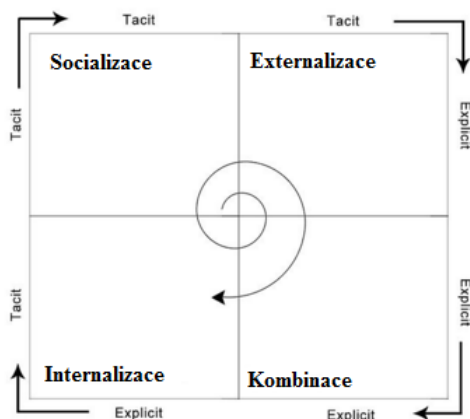 Tacit
Tacit
Socializace
Externalizace
Tacit
Explicit
Tacit
Explicit
Internalizace
Kombinace
Explicit
Explicit